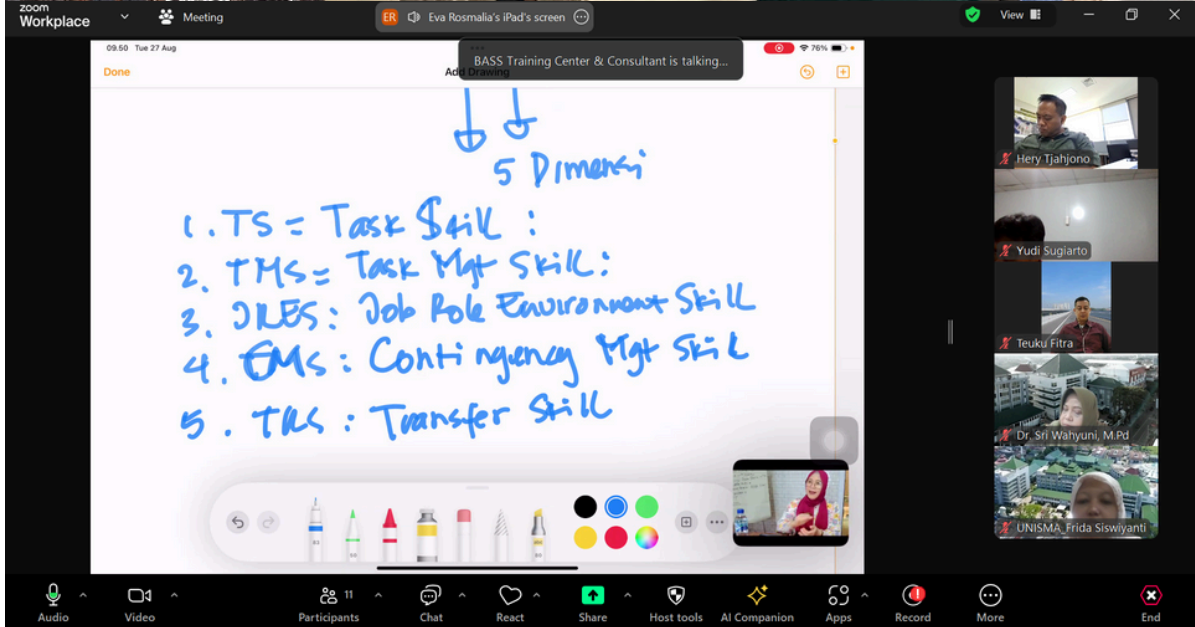 zoom
Workplace
Meeting
ER Eva Rosmalia's iPad's screen
View
09.50 Tue 27 Aug
76%
Done
Add Drawing
BASS Training Center & Consultant is talking...
5 Dimensi
1. TS = Task Skill :
2. TMS = Task Mgt Skill :
3. JRES : Job Role Environment Skill
4. CMS : Contingency Mgt Skill
5. TRS : Transfer Skill
Hery Tjahjono
Yudi Sugiarto
Teuku Fitra
Dr. Sri Wahyuni, M.Pd
UNISMA_Frida Siswiyanti
Audio
Video
Participants
11
Chat
React
Share
Host tools
AI Companion
Apps
Record
More
End